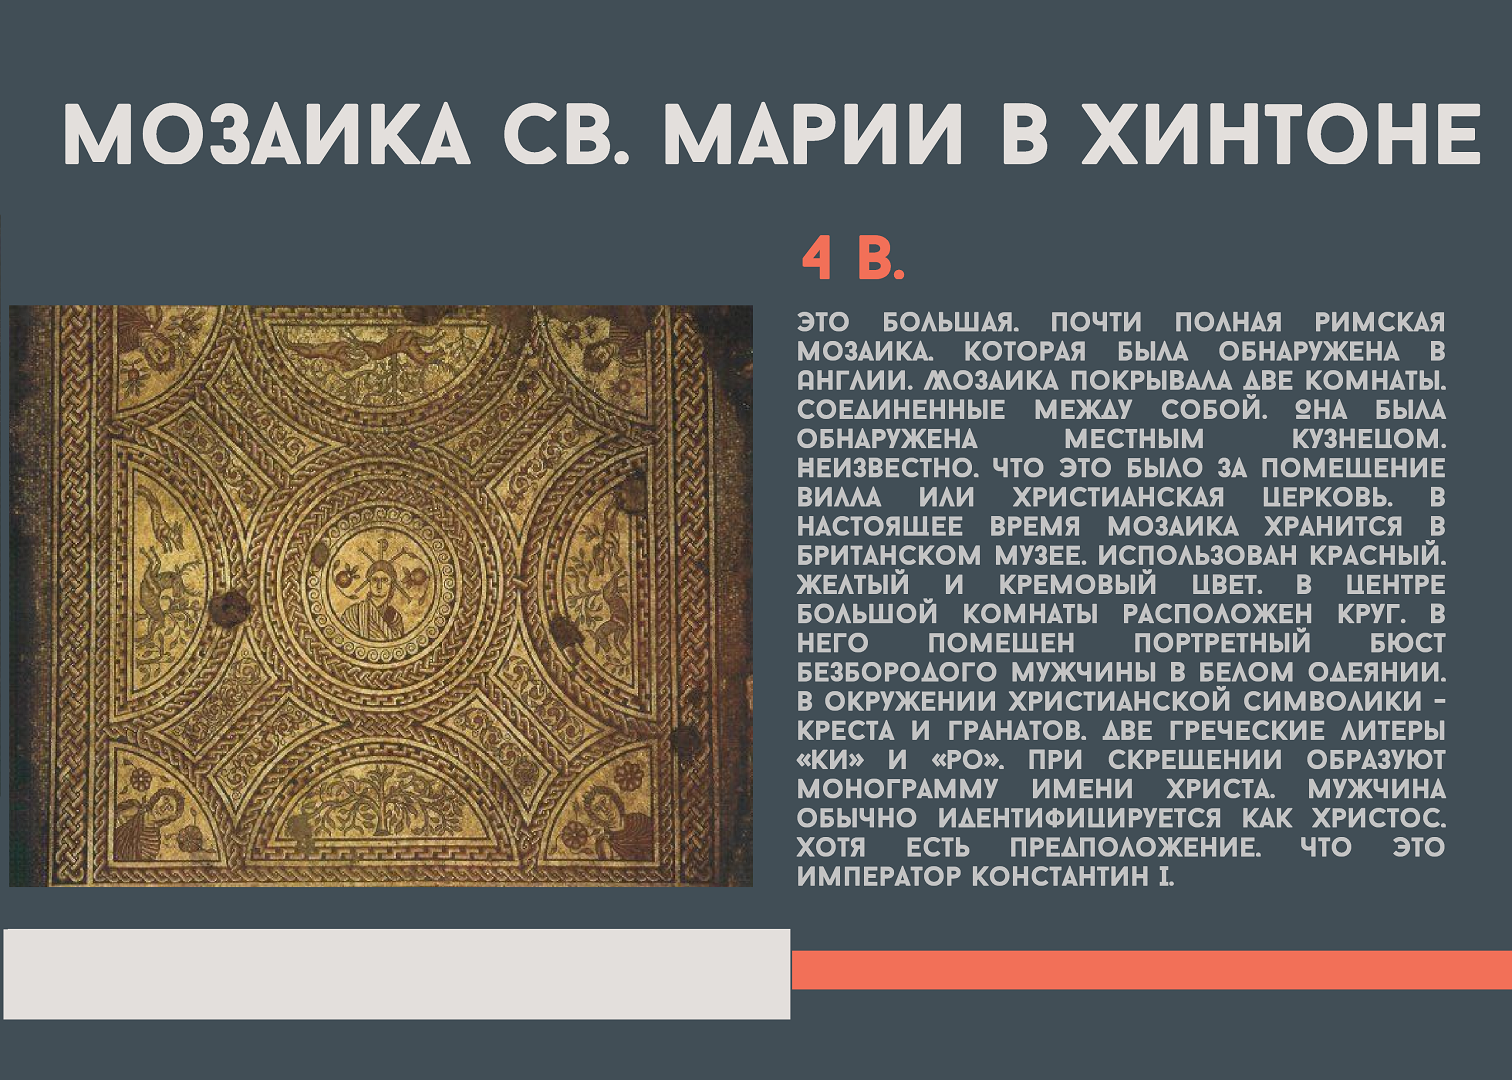 МОЗАИКА СВ. МАРИИ В ХИНТОНЕ
4 В.
ЭТО БОЛЬШАЯ. ПОЧТИ ПОЛНАЯ РИМСКАЯ
МОЗАИКА. КОТОРАЯ БЫЛА ОБНАРУЖЕНА В
АНГЛИИ. МОЗАИКА ПОКРЫВАЛА ДВЕ КОМНАТЫ.
СОЕДИНЕННЫЕ МЕЖДУ СОБОЙ. ОНА БЫЛА
ОБНАРУЖЕНА МЕСТНЫМ КУЗНЕЦОМ.
НЕИЗВЕСТНО. ЧТО ЭТО БЫЛО ЗА ПОМЕЩЕНИЕ
ВИЛЛА ИЛИ ХРИСТИАНСКАЯ ЦЕРКОВЬ. В
НАСТОЯЩЕЕ ВРЕМЯ МОЗАИКА ХРАНИТСЯ В
БРИТАНСКОМ МУЗЕЕ. ИСПОЛЬЗОВАН КРАСНЫЙ.
ЖЕЛТЫЙ И КРЕМОВЫЙ ЦВЕТ. В ЦЕНТРЕ
БОЛЬШОЙ КОМНАТЫ РАСПОЛОЖЕН КРУГ. В
НЕГО ПОМЕЩЕН ПОРТРЕТНЫЙ БЮСТ
БЕЗБОРОДОГО МУЖЧИНЫ В БЕЛОМ ОДЕЯНИИ.
В ОКРУЖЕНИИ ХРИСТИАНСКОЙ СИМВОЛИКИ -
КРЕСТА И ГРАНАТОВ. ДВЕ ГРЕЧЕСКИЕ ЛИТЕРЫ
«КИ» И «РО». ПРИ СКРЕЩЕНИИ ОБРАЗУЮТ
МОНОГРАММУ ИМЕНИ ХРИСТА. МУЖЧИНА
ОБЫЧНО ИДЕНТИФИЦИРУЕТСЯ КАК ХРИСТОС.
ХОТЯ ЕСТЬ ПРЕДПОЛОЖЕНИЕ. ЧТО ЭТО
ИМПЕРАТОР КОНСТАНТИН I.